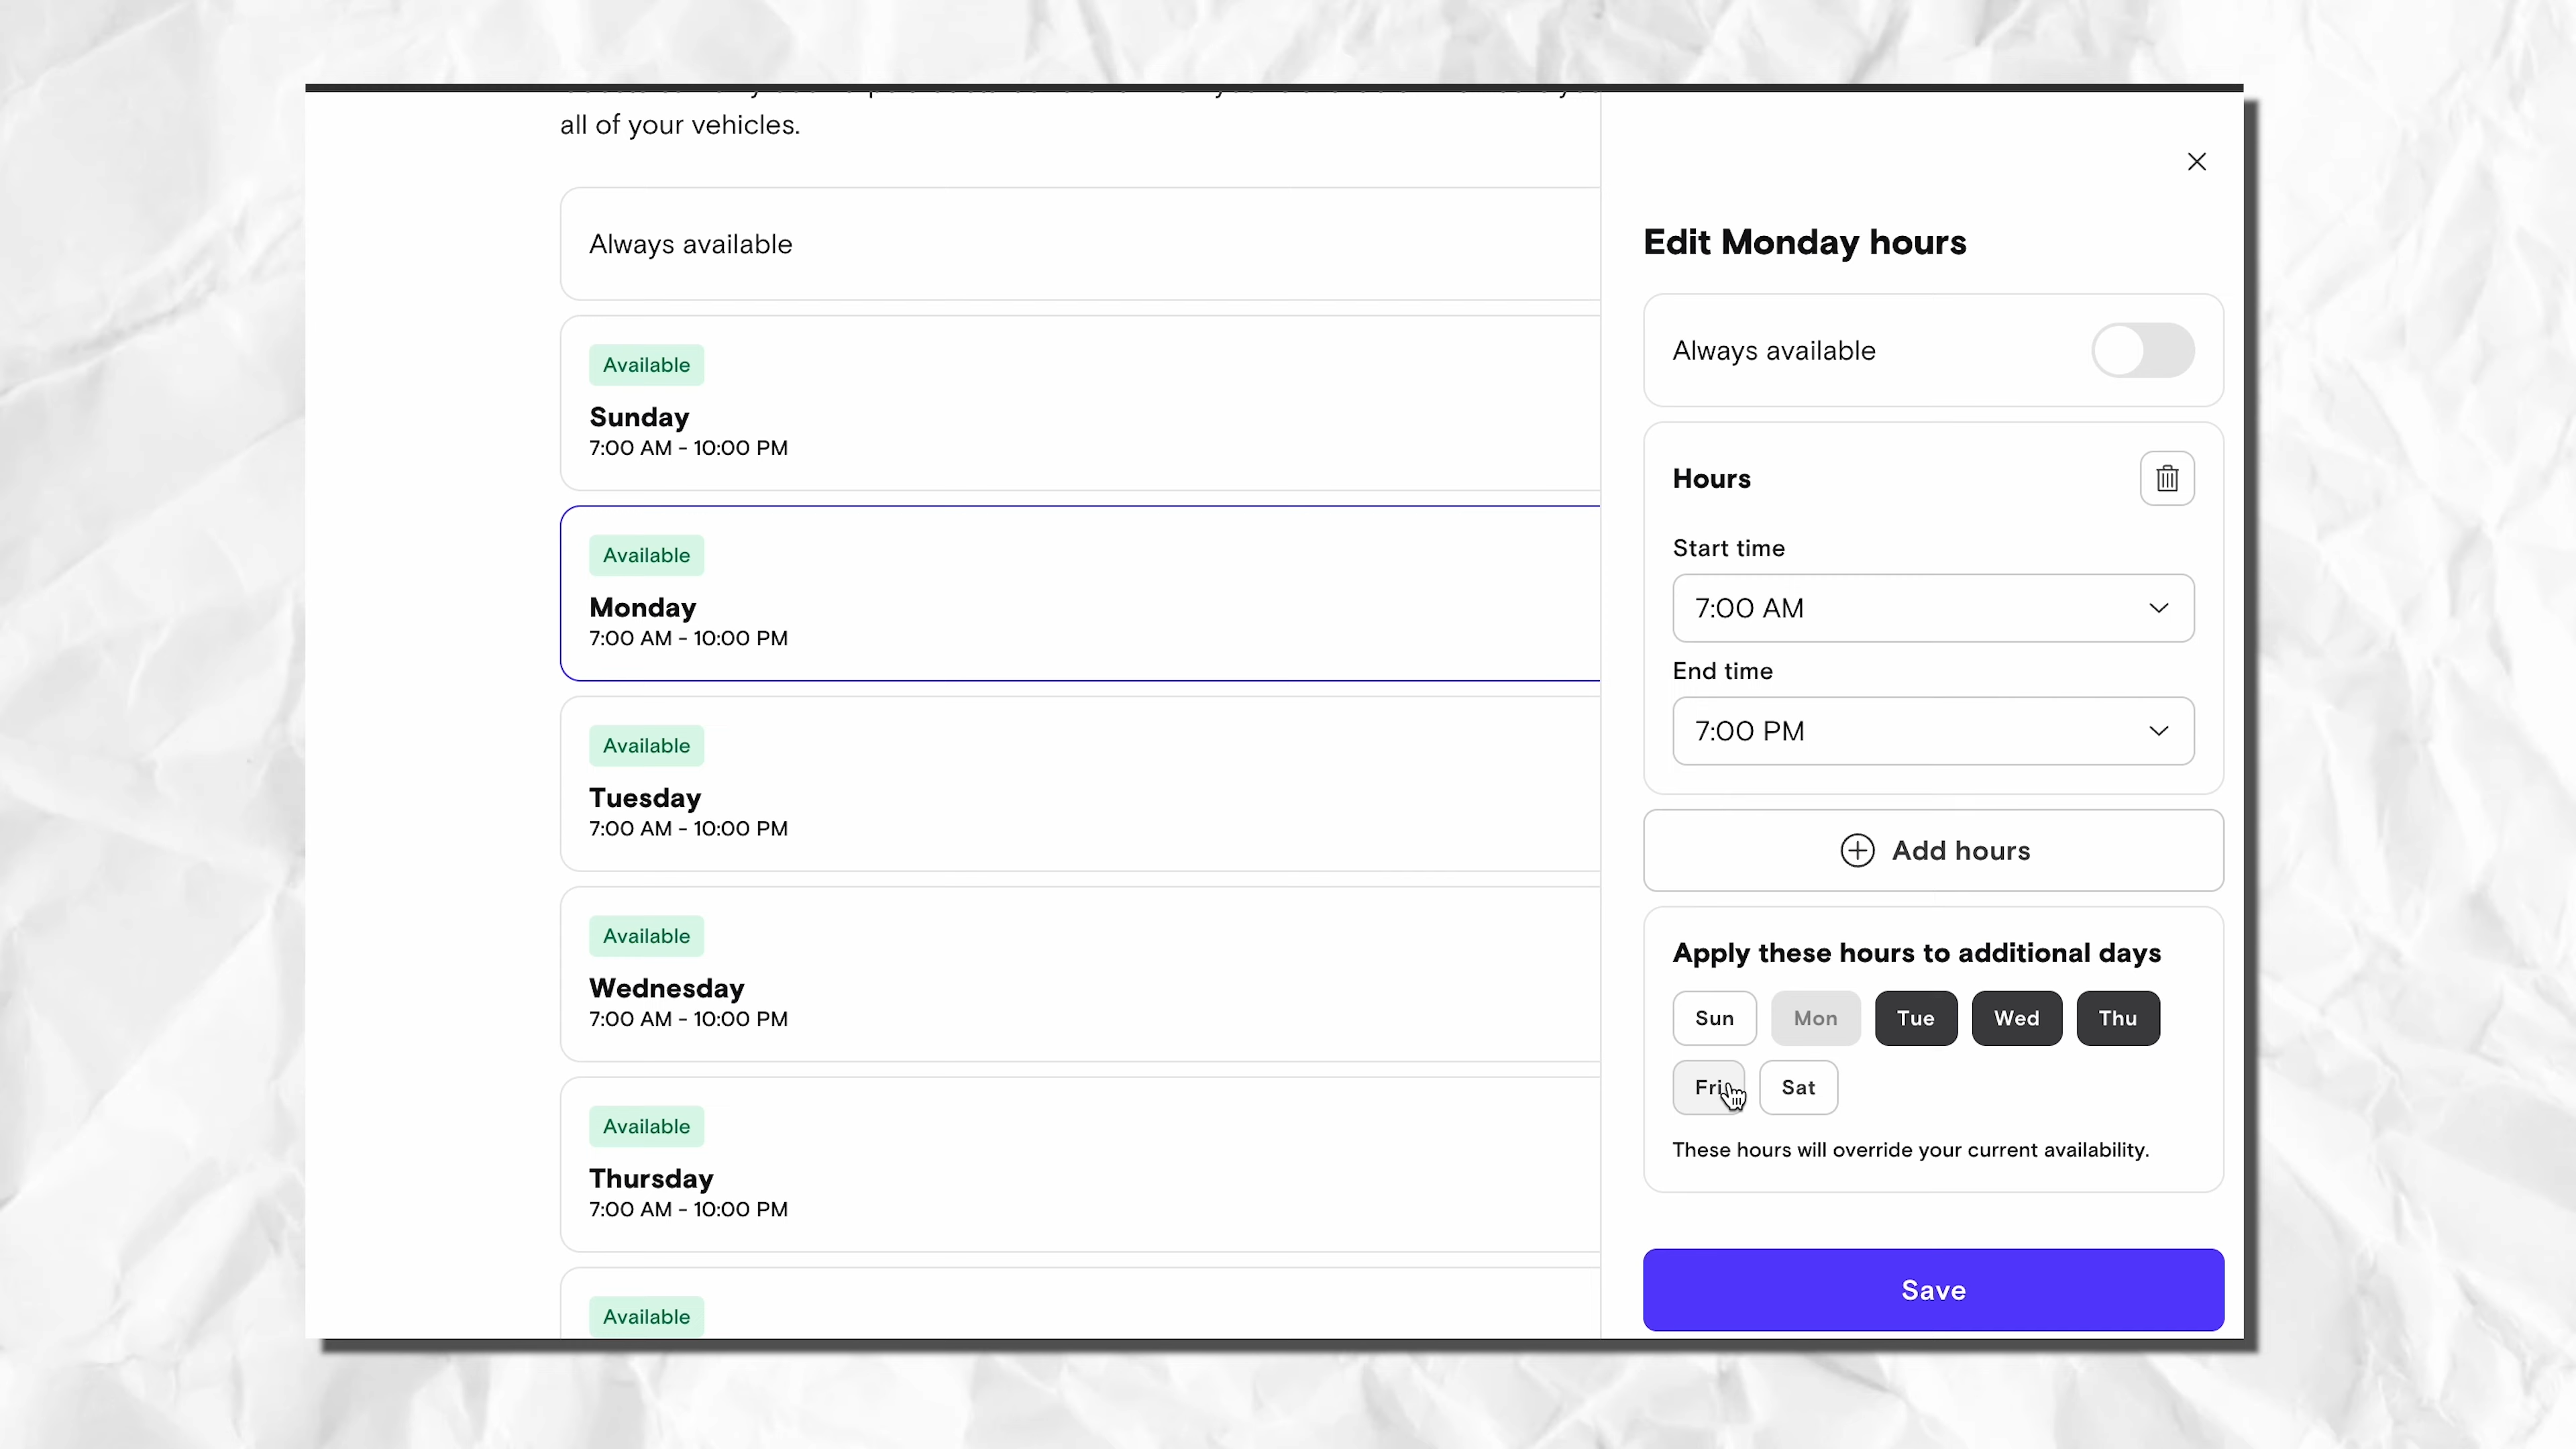 all of your vehicles.
Always available
Available
Sunday
7:00 AM - 10:00 PM
Available
Monday
7:00 AM - 10:00 PM
Available
Tuesday
7:00 AM - 10:00 PM
Available
Wednesday
7:00 AM - 10:00 PM
Available
Thursday
7:00 AM - 10:00 PM
Available
Edit Monday hours
Always available
Hours
Start time
7:00 AM
End time
7:00 PM
Add hours
Apply these hours to additional days
Sun Mon Tue Wed Thu
Fri Sat
These hours will override your current availability.
Save